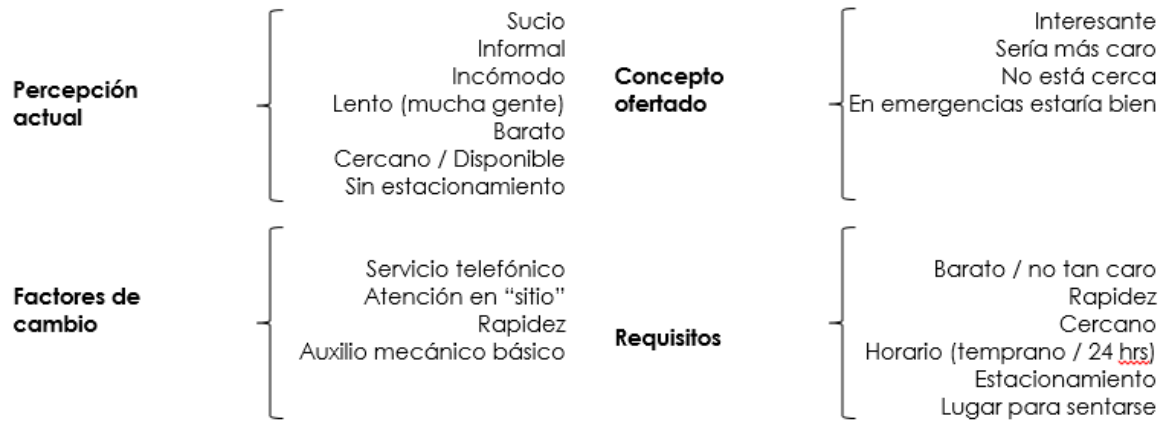 Percepción
actual
Sucio
Informal
Incómodo
Lento (mucha gente)
Barato
Cercano / Disponible
Sin estacionamiento
Concepto
ofertado
Interesante
Sería más caro
No está cerca
En emergencias estaría bien
Factores de
cambio
Servicio telefónico
Atención en “sitio”
Rapidez
Auxilio mecánico básico
Requisitos
Barato / no tan caro
Rapidez
Cercano
Horario (temprano / 24 hrs)
Estacionamiento
Lugar para sentarse